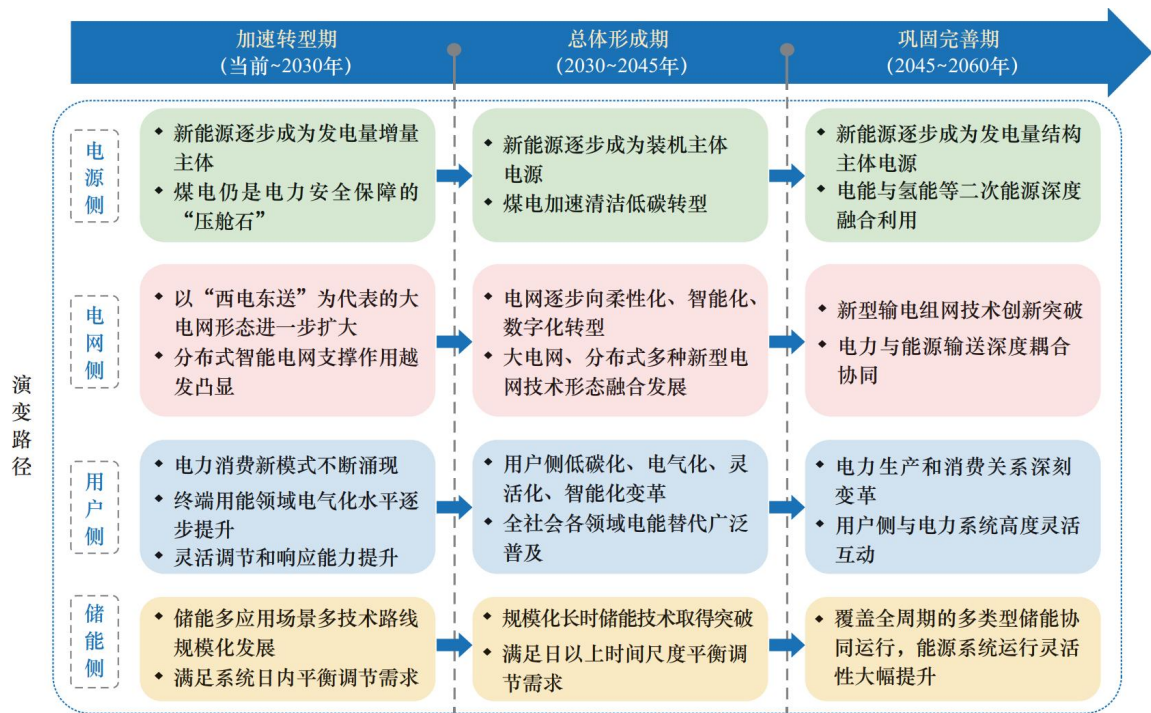 加速转型期
(当前~2030年)
总体形成期
(2030~2045年)
巩固完善期
(2045~2060年)
演变路径
电源侧
新能源逐步成为发电量增量
主体
煤电仍是电力安全保障的
“压舱石”
新能源逐步成为装机主体
电源
煤电加速清洁低碳转型
新能源逐步成为发电量结构
主体电源
电能与氢能等二次能源深度
融合利用
电网侧
以“西电东送”为代表的大
电网形态进一步扩大
分布式智能电网支撑作用越
发凸显
电网逐步向柔性化、智能化、
数字化转型
大电网、分布式多种新型电
网技术形态融合发展
新型输电组网技术创新突破
电力与能源输送深度耦合
协同
用户侧
电力消费新模式不断涌现
终端用能领域电气化水平逐
步提升
灵活调节和响应能力提升
用户侧低碳化、电气化、灵
活化、智能化变革
全社会各领域电能替代广泛
普及
电力生产和消费关系深刻
变革
用户侧与电力系统高度灵活
互动
储能侧
储能多应用场景多技术路线
规模化发展
满足系统日内平衡调节需求
规模化长时储能技术取得突破
满足日以上时间尺度平衡调
节需求
覆盖全周期的多类型储能协
同运行，能源系统运行灵活
性大幅提升